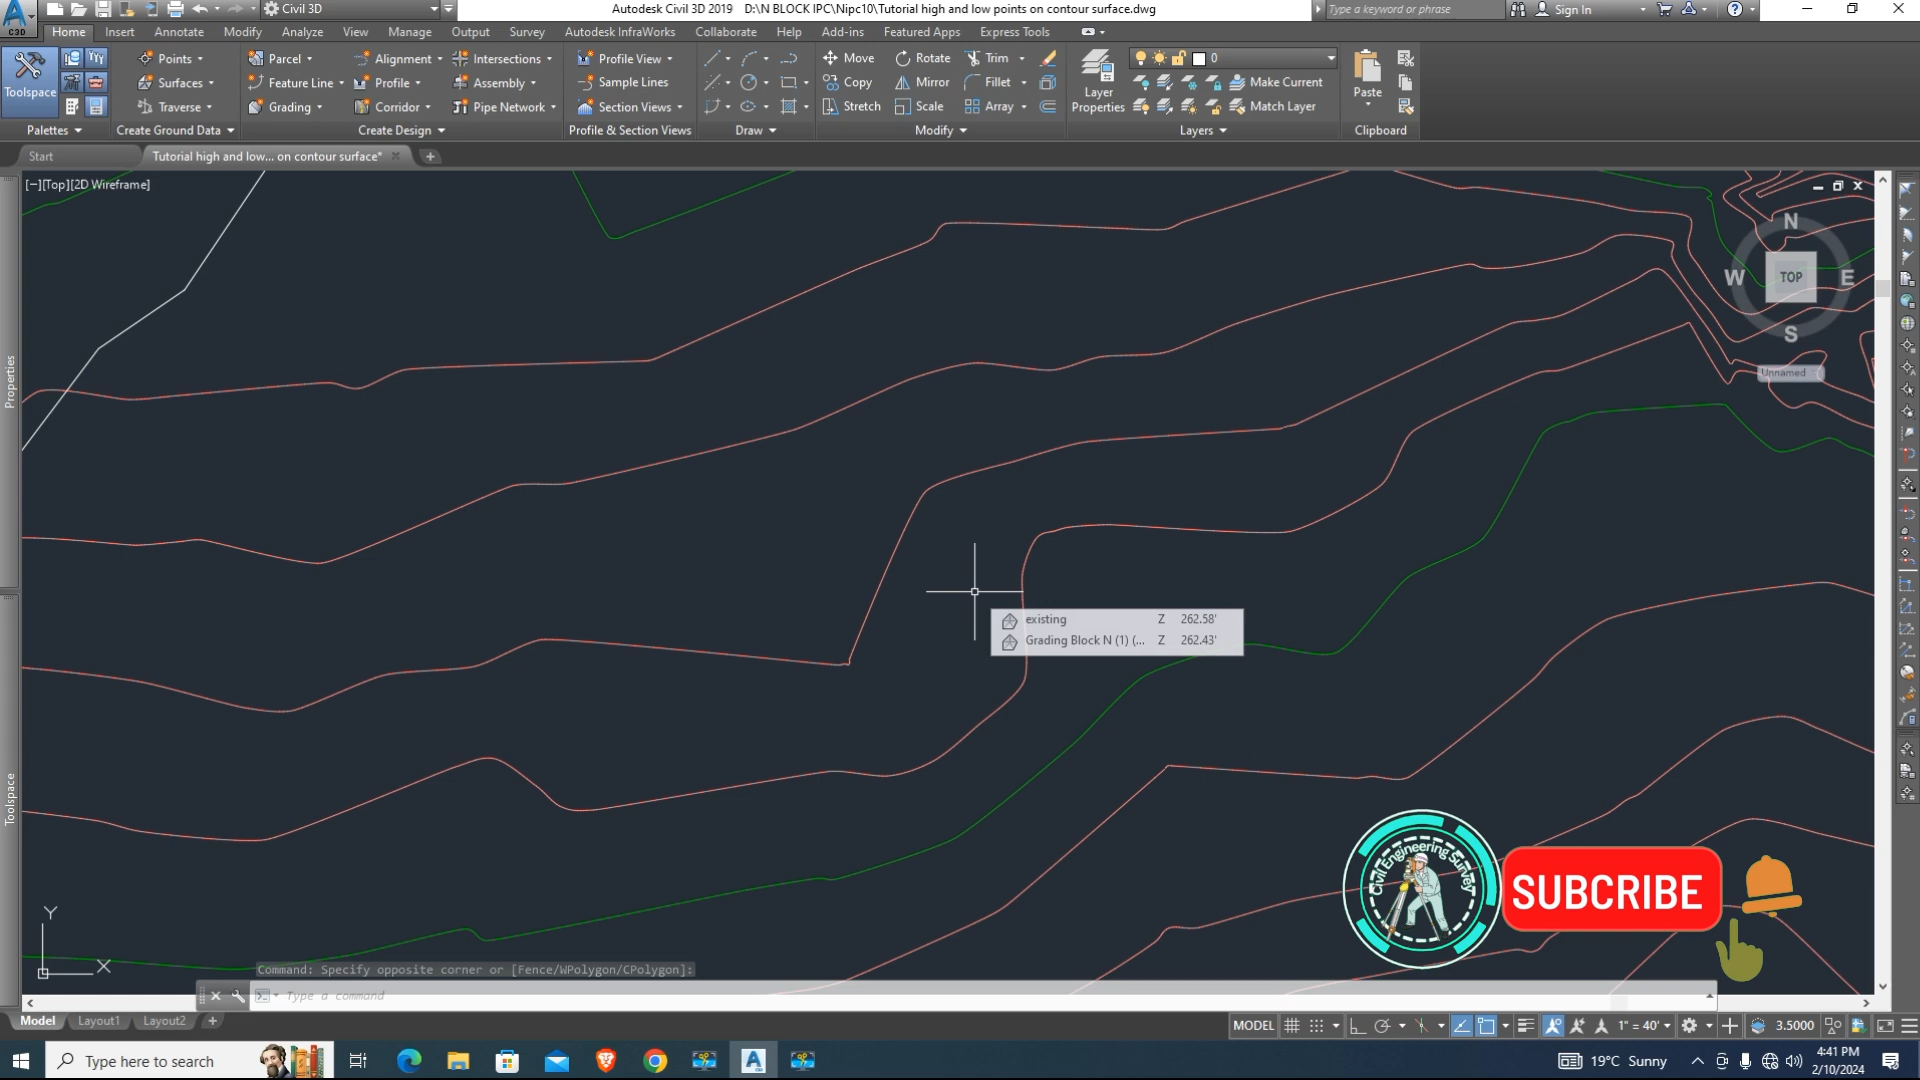 Civil 3D
Autodesk Civil 3D 2019 D:\N BLOCK IPC\Nipc10\Tutorial high and low points on contour surface.dwg
Type a keyword or phrase
Sign In
C3D
Home Insert Annotate Modify Analyze View Manage Output Survey Autodesk InfraWorks Collaborate Help Add-ins Featured Apps Express Tools
Points Parcel Alignment Intersections Profile View Move Rotate Trim 0
Surfaces Feature Line Profile Assembly Sample Lines Copy Mirror Fillet Make Current
Toolspace Layer Properties Paste
Traverse Grading Corridor Pipe Network Section Views Stretch Scale Array Match Layer
Palettes Create Ground Data Create Design Profile & Section Views Draw Modify Layers Clipboard
Start Tutorial high and low... on contour surface*
[−][Top][2D Wireframe]
N
W TOP E
S
Unnamed
Properties
Toolspace
existing Z 262.58'
Grading Block N (1) (... Z 262.43'
Civil Engineering Survey
SUBCRIBE
Y
X
Command: Specify opposite corner or [Fence/WPolygon/CPolygon]:
Type a command
Model Layout1 Layout2
MODEL 1" = 40' 3.5000
Type here to search
19°C Sunny
4:41 PM
2/10/2024